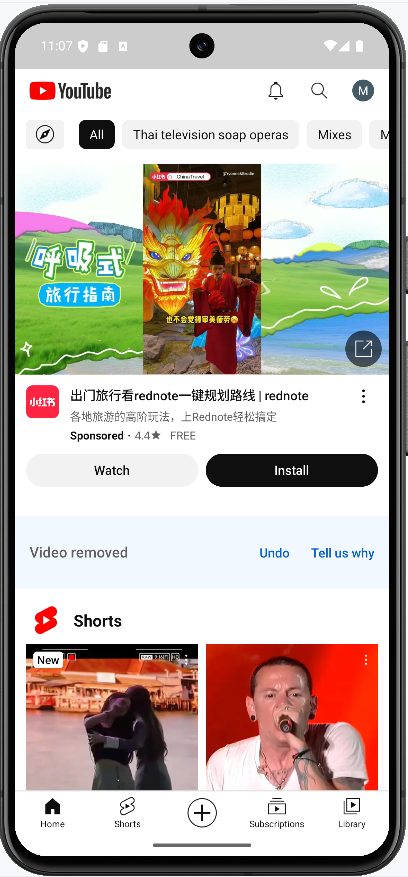 11:07
YouTube
M
All
Thai television soap operas
Mixes
M
小红书
ChinaTravel
呼吸式
旅行指南
也不会觉得审美疲劳
小红书
出门旅行看rednote一键规划路线 | rednote
各地旅游的高阶玩法，上Rednote轻松搞定
Sponsored · 4.4★ FREE
Watch
Install
Video removed
Undo
Tell us why
Shorts
New
Home
Shorts
Subscriptions
Library